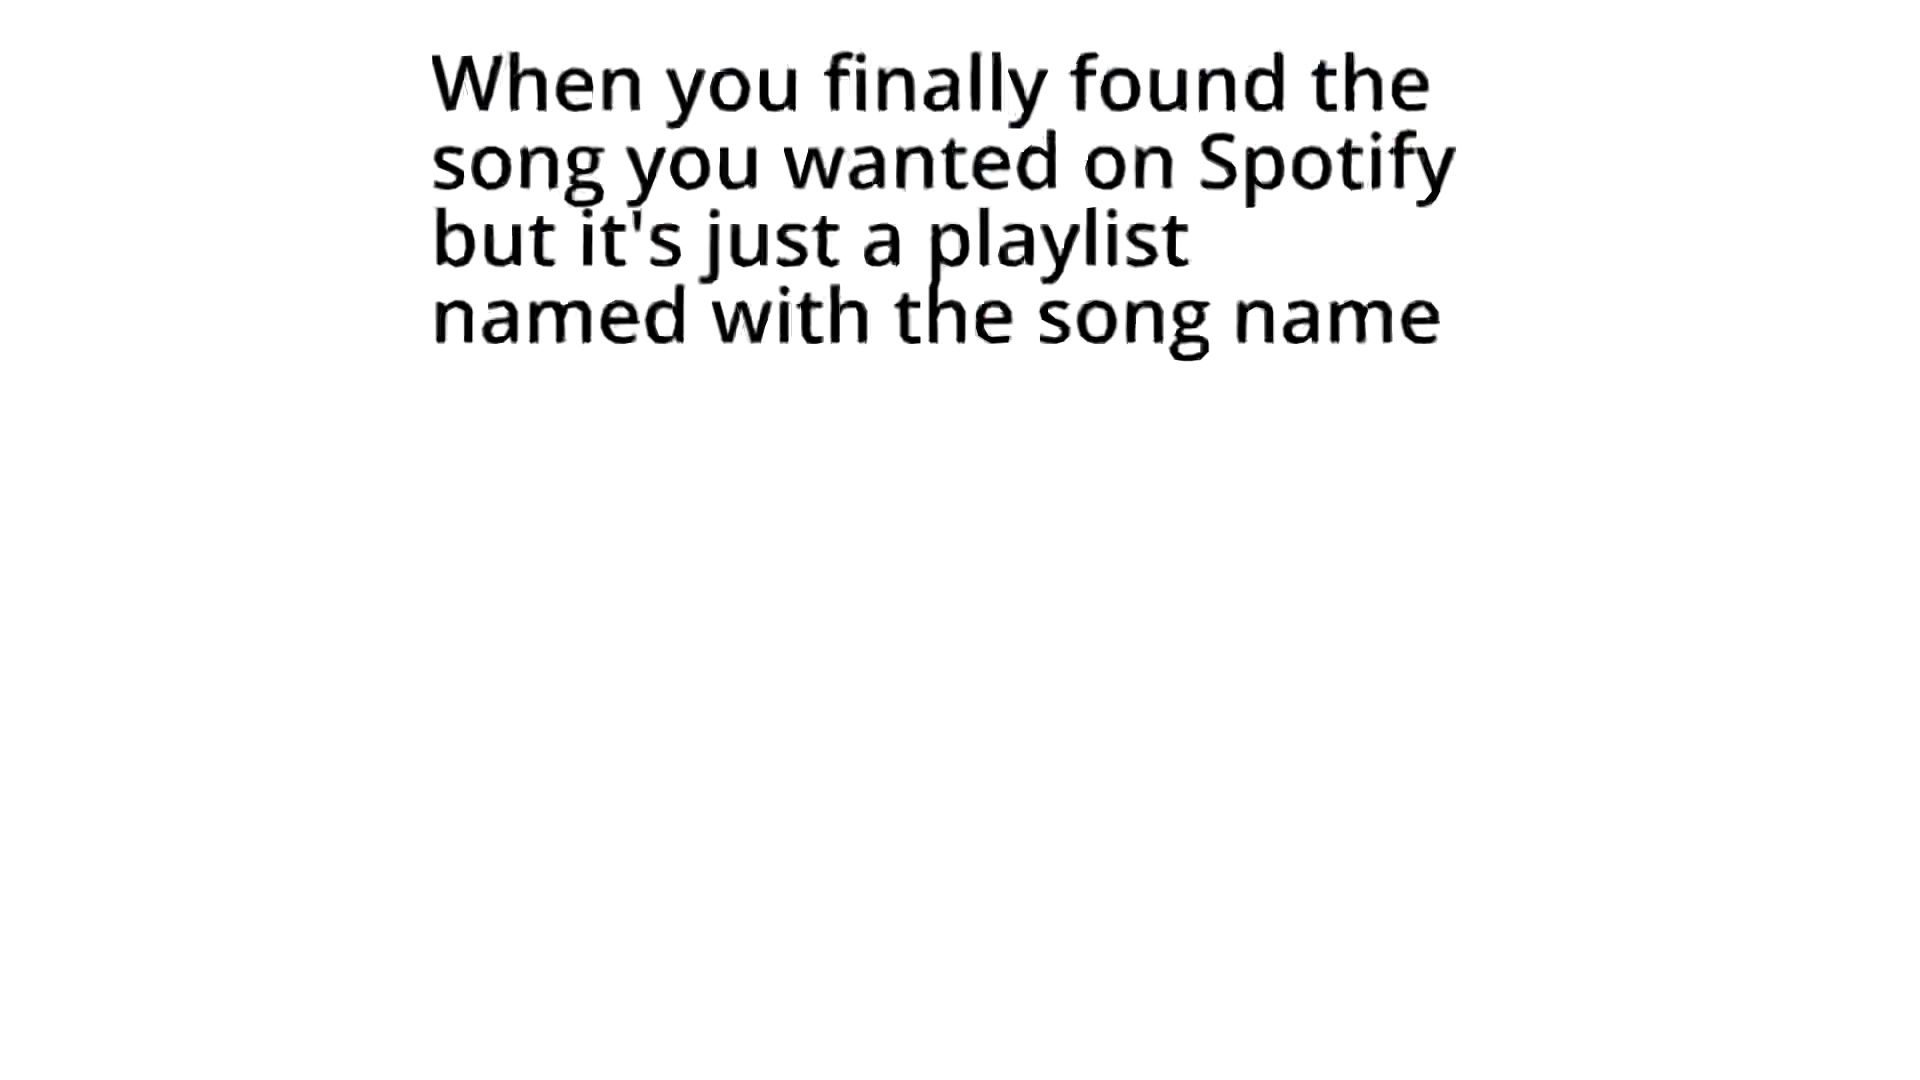 When you finally found the
song you wanted on Spotify
but it's just a playlist
named with the song name